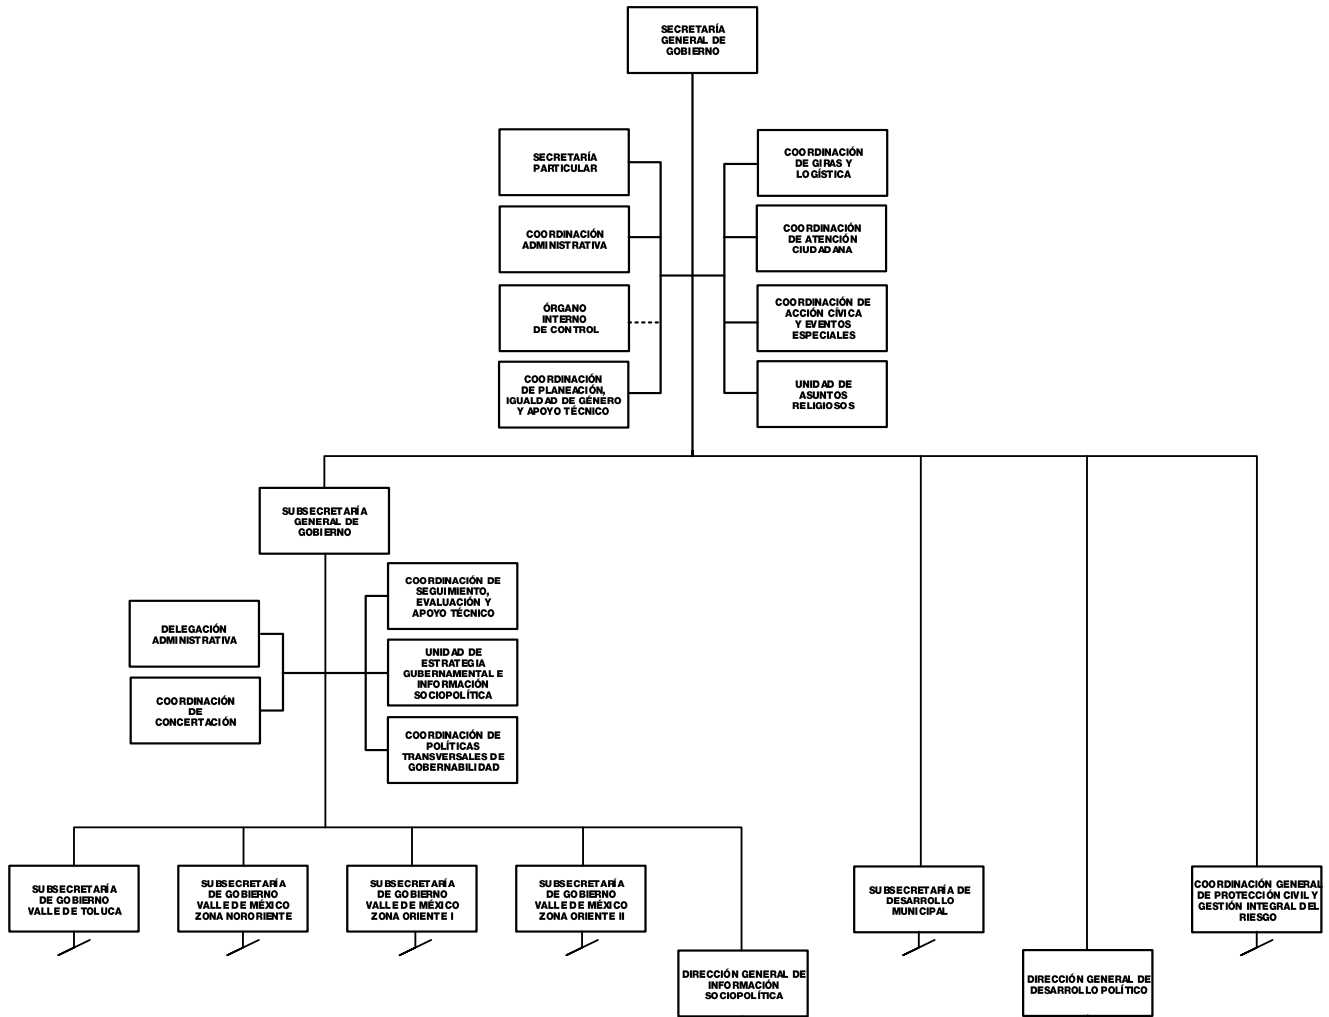 SECRETARÍA
GENERAL DE
GOBIERNO
SECRETARÍA
PARTICULAR
COORDINACIÓN
DE GIRAS Y
LOGÍSTICA
COORDINACIÓN
ADMINISTRATIVA
COORDINACIÓN
DE ATENCIÓN
CIUDADANA
ÓRGANO
INTERNO
DE CONTROL
COORDINACIÓN DE
ACCIÓN CÍVICA
Y EVENTOS
ESPECIALES
COORDINACIÓN
DE PLANEACIÓN,
IGUALDAD DE GÉNERO
Y APOYO TÉCNICO
UNIDAD DE
ASUNTOS
RELIGIOSOS
SUBSECRETARÍA
GENERAL DE
GOBIERNO
DELEGACIÓN
ADMINISTRATIVA
COORDINACIÓN
DE
CONCERTACIÓN
COORDINACIÓN DE
SEGUIMIENTO,
EVALUACIÓN Y
APOYO TÉCNICO
UNIDAD DE
ESTRATEGIA
GUBERNAMENTAL E
INFORMACIÓN
SOCIOPOLÍTICA
COORDINACIÓN DE
POLÍTICAS
TRANSVERSALES DE
GOBERNABILIDAD
SUBSECRETARÍA
DE GOBIERNO
VALLE DE TOLUCA
SUBSECRETARÍA
DE GOBIERNO
VALLE DE MÉXICO
ZONA NORORIENTE
SUBSECRETARÍA
DE GOBIERNO
VALLE DE MÉXICO
ZONA ORIENTE I
SUBSECRETARÍA
DE GOBIERNO
VALLE DE MÉXICO
ZONA ORIENTE II
DIRECCIÓN GENERAL DE
INFORMACIÓN
SOCIOPOLÍTICA
SUBSECRETARÍA DE
DESARROLLO
MUNICIPAL
DIRECCIÓN GENERAL DE
DESARROLLO POLÍTICO
COORDINACIÓN GENERAL
DE PROTECCIÓN CIVIL Y
GESTIÓN INTEGRAL DEL
RIESGO